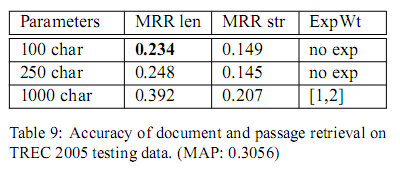 Parameters MRR len MRR str ExpWt
100 char 0.234 0.149 no exp
250 char 0.248 0.145 no exp
1000 char 0.392 0.207 [1,2]
Table 9: Accuracy of document and passage retrieval on
TREC 2005 testing data. (MAP: 0.3056)